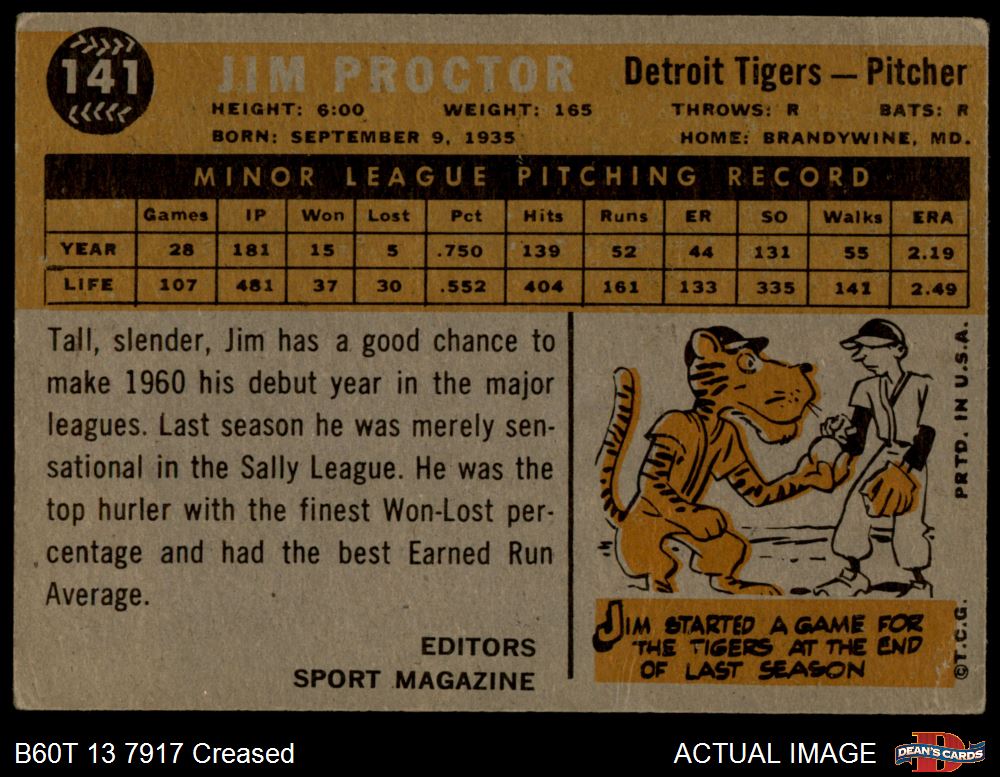 141
JIM PROCTOR
Detroit Tigers — Pitcher
HEIGHT: 6:00 WEIGHT: 165 THROWS: R BATS: R
BORN: SEPTEMBER 9, 1935 HOME: BRANDYWINE, MD.
MINOR LEAGUE PITCHING RECORD
Games IP Won Lost Pct Hits Runs ER SO Walks ERA
YEAR 28 181 15 5 .750 139 52 44 131 55 2.19
LIFE 107 481 37 30 .552 404 161 133 335 141 2.49
Tall, slender, Jim has a good chance to
make 1960 his debut year in the major
leagues. Last season he was merely sen-
sational in the Sally League. He was the
top hurler with the finest Won-Lost per-
centage and had the best Earned Run
Average.
EDITORS
SPORT MAGAZINE
JIM STARTED A GAME FOR
THE TIGERS AT THE END
OF LAST SEASON
PRTD. IN U.S.A.
©T.C.G.
B60T 13 7917 Creased
ACTUAL IMAGE
DEAN'S CARDS